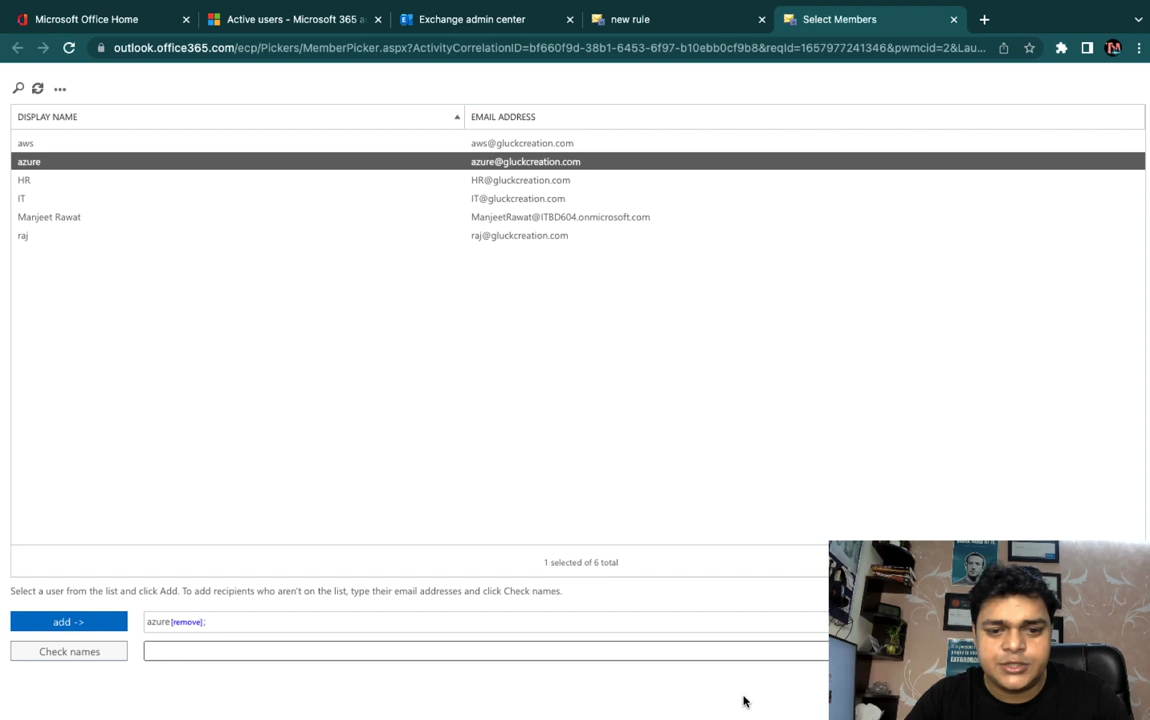 Microsoft Office Home
Active users - Microsoft 365 a
Exchange admin center
new rule
Select Members
outlook.office365.com/ecp/Pickers/MemberPicker.aspx?ActivityCorrelationID=bf660f9d-38b1-6453-6f97-b10ebb0cf9b8&reqId=1657977241346&pwmcid=2&Lau...
DISPLAY NAME EMAIL ADDRESS
aws aws@gluckcreation.com
azure azure@gluckcreation.com
HR HR@gluckcreation.com
IT IT@gluckcreation.com
Manjeet Rawat ManjeetRawat@ITBD604.onmicrosoft.com
raj raj@gluckcreation.com
1 selected of 6 total
Select a user from the list and click Add. To add recipients who aren't on the list, type their email addresses and click Check names.
add -> azure[remove];
Check names